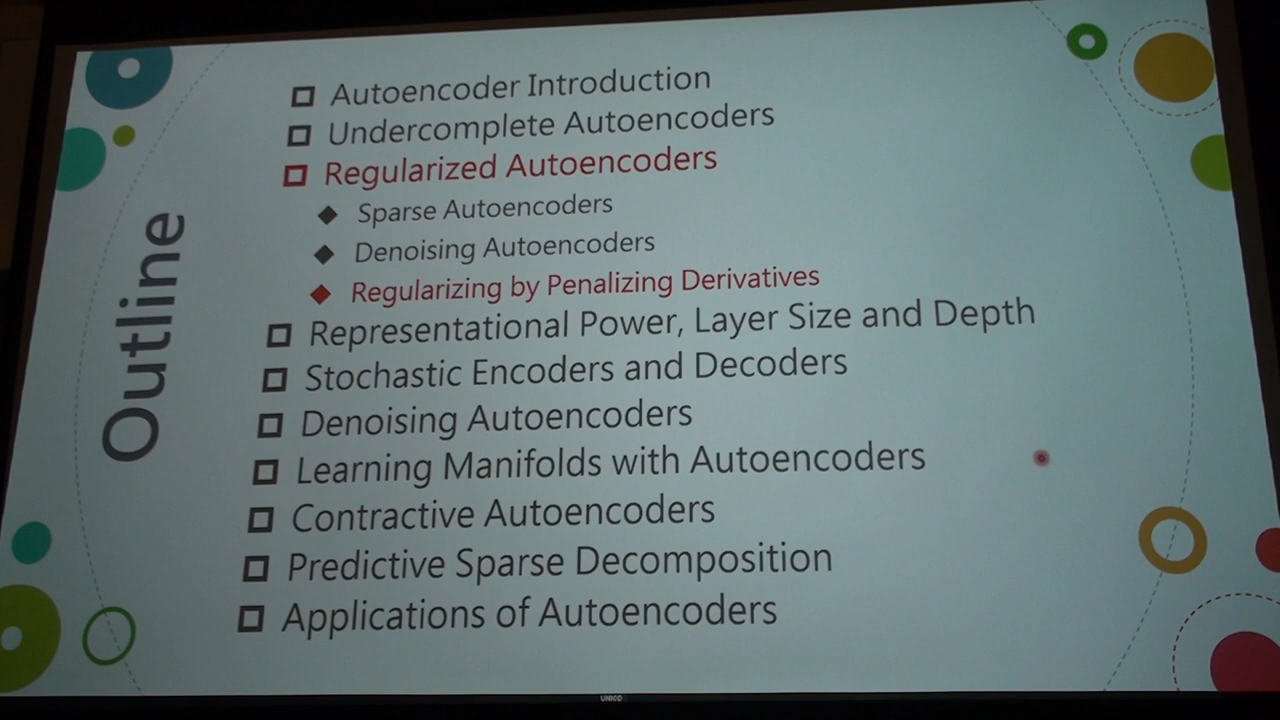 Outline
Autoencoder Introduction
Undercomplete Autoencoders
Regularized Autoencoders
Sparse Autoencoders
Denoising Autoencoders
Regularizing by Penalizing Derivatives
Representational Power, Layer Size and Depth
Stochastic Encoders and Decoders
Denoising Autoencoders
Learning Manifolds with Autoencoders
Contractive Autoencoders
Predictive Sparse Decomposition
Applications of Autoencoders
UNICO